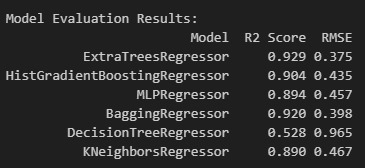 Model Evaluation Results:
Model R2 Score RMSE
ExtraTreesRegressor 0.929 0.375
HistGradientBoostingRegressor 0.904 0.435
MLPRegressor 0.894 0.457
BaggingRegressor 0.920 0.398
DecisionTreeRegressor 0.528 0.965
KNeighborsRegressor 0.890 0.467